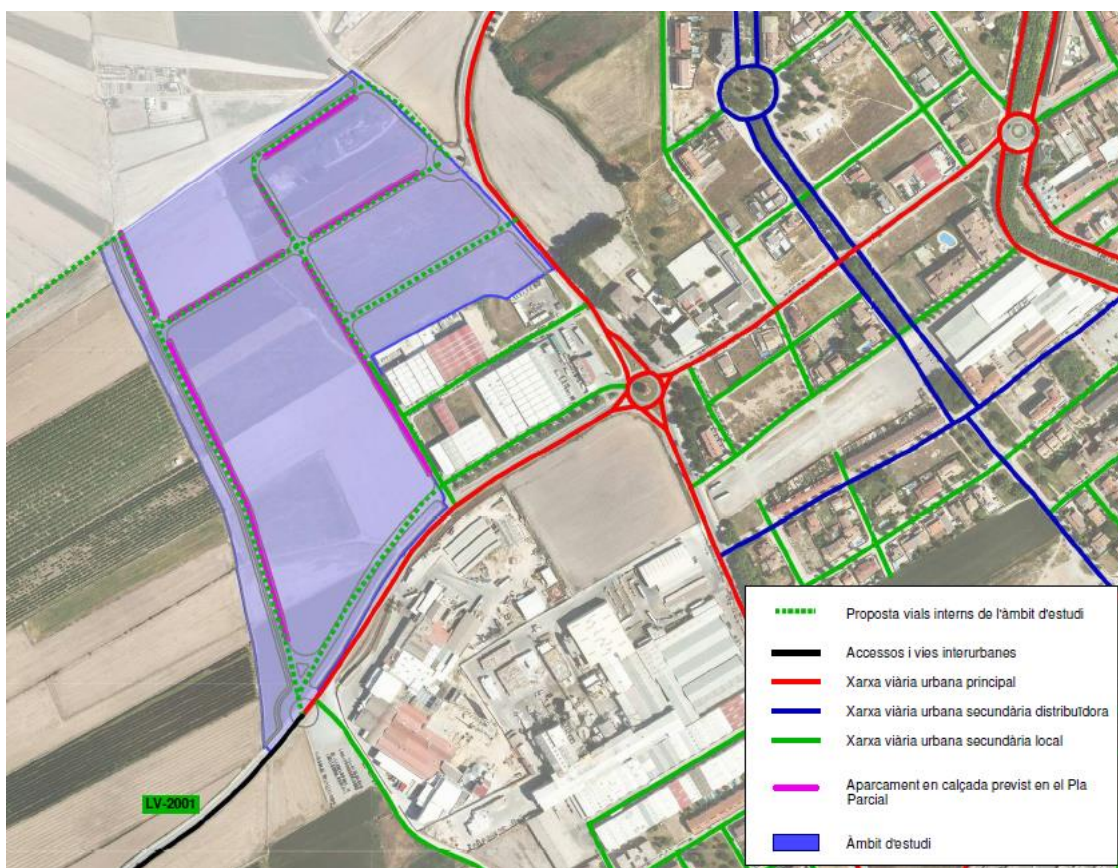 LV-2001
Proposta vials interns de l'àmbit d'estudi
Accessos i vies interurbanes
Xarxa viària urbana principal
Xarxa viària urbana secundària distribuïdora
Xarxa viària urbana secundària local
Aparcament en calçada previst en el Pla
Parcial
Àmbit d'estudi